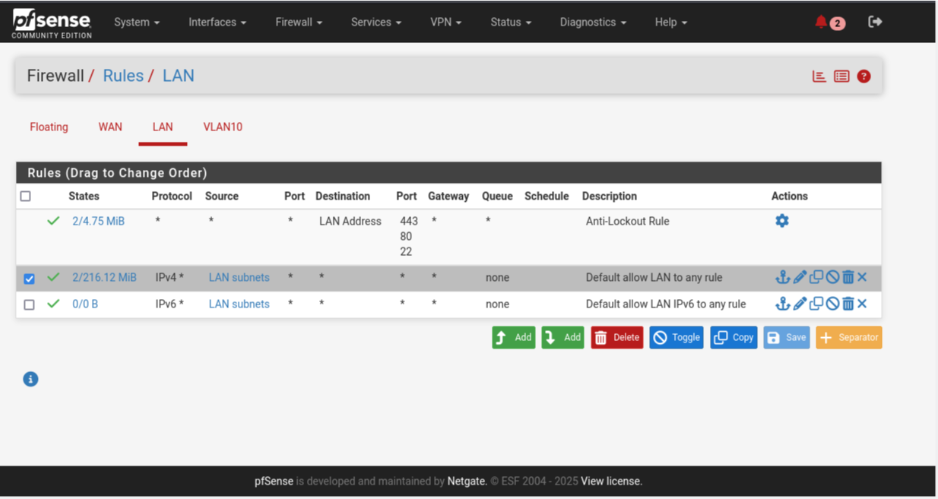 pfsense System Interfaces Firewall Services VPN Status Diagnostics Help 2
COMMUNITY EDITION
Firewall / Rules / LAN
Floating WAN LAN VLAN10
Rules (Drag to Change Order)
States Protocol Source Port Destination Port Gateway Queue Schedule Description Actions
2/4.75 MiB * * * LAN Address 443 * * Anti-Lockout Rule
80
22
2/216.12 MiB IPv4 * LAN subnets * * * * none Default allow LAN to any rule
0/0 B IPv6 * LAN subnets * * * * none Default allow LAN IPv6 to any rule
Add Add Delete Toggle Copy Save Separator
pfSense is developed and maintained by Netgate. © ESF 2004 - 2025 View license.